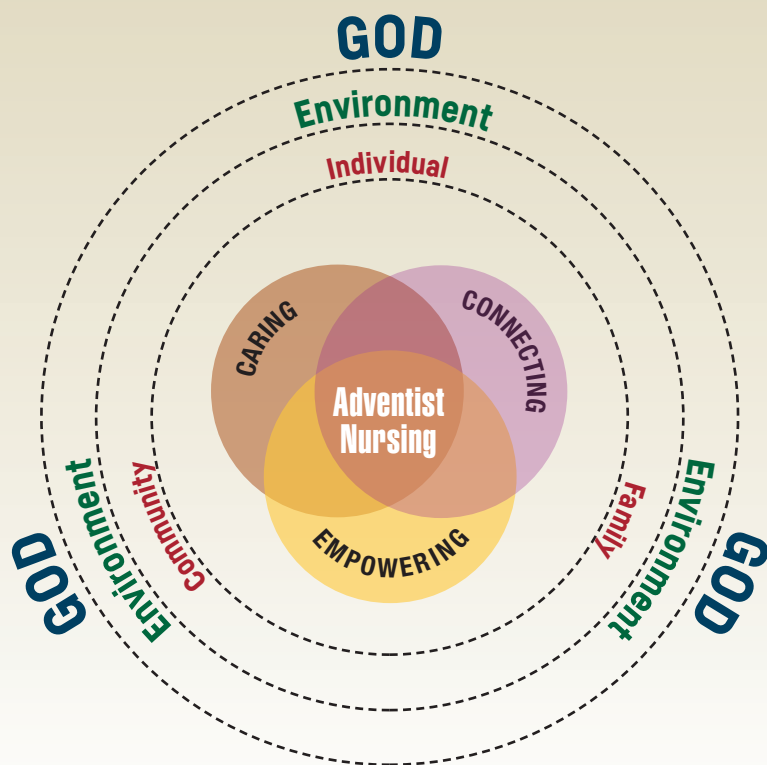 GOD
Environment
Individual
CARING
CONNECTING
Adventist
Nursing
EMPOWERING
Community
Family
Environment
Environment
GOD
GOD